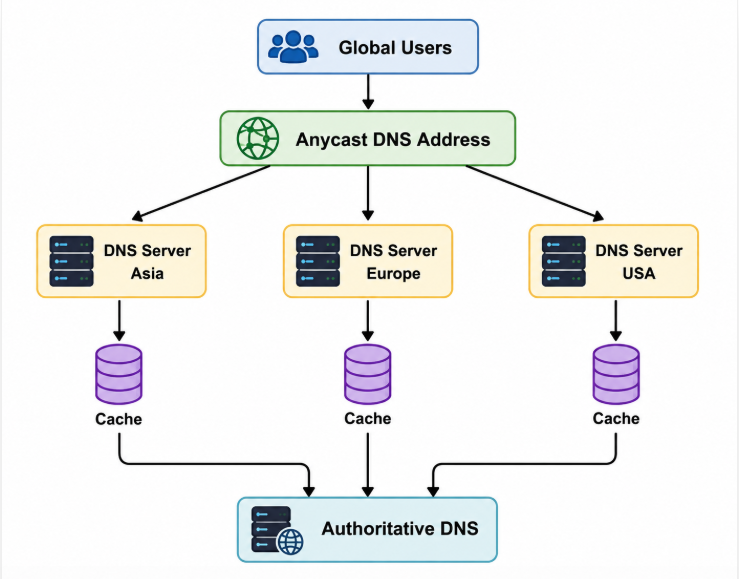 Global Users
Anycast DNS Address
DNS Server
Asia
DNS Server
Europe
DNS Server
USA
Cache
Cache
Cache
Authoritative DNS